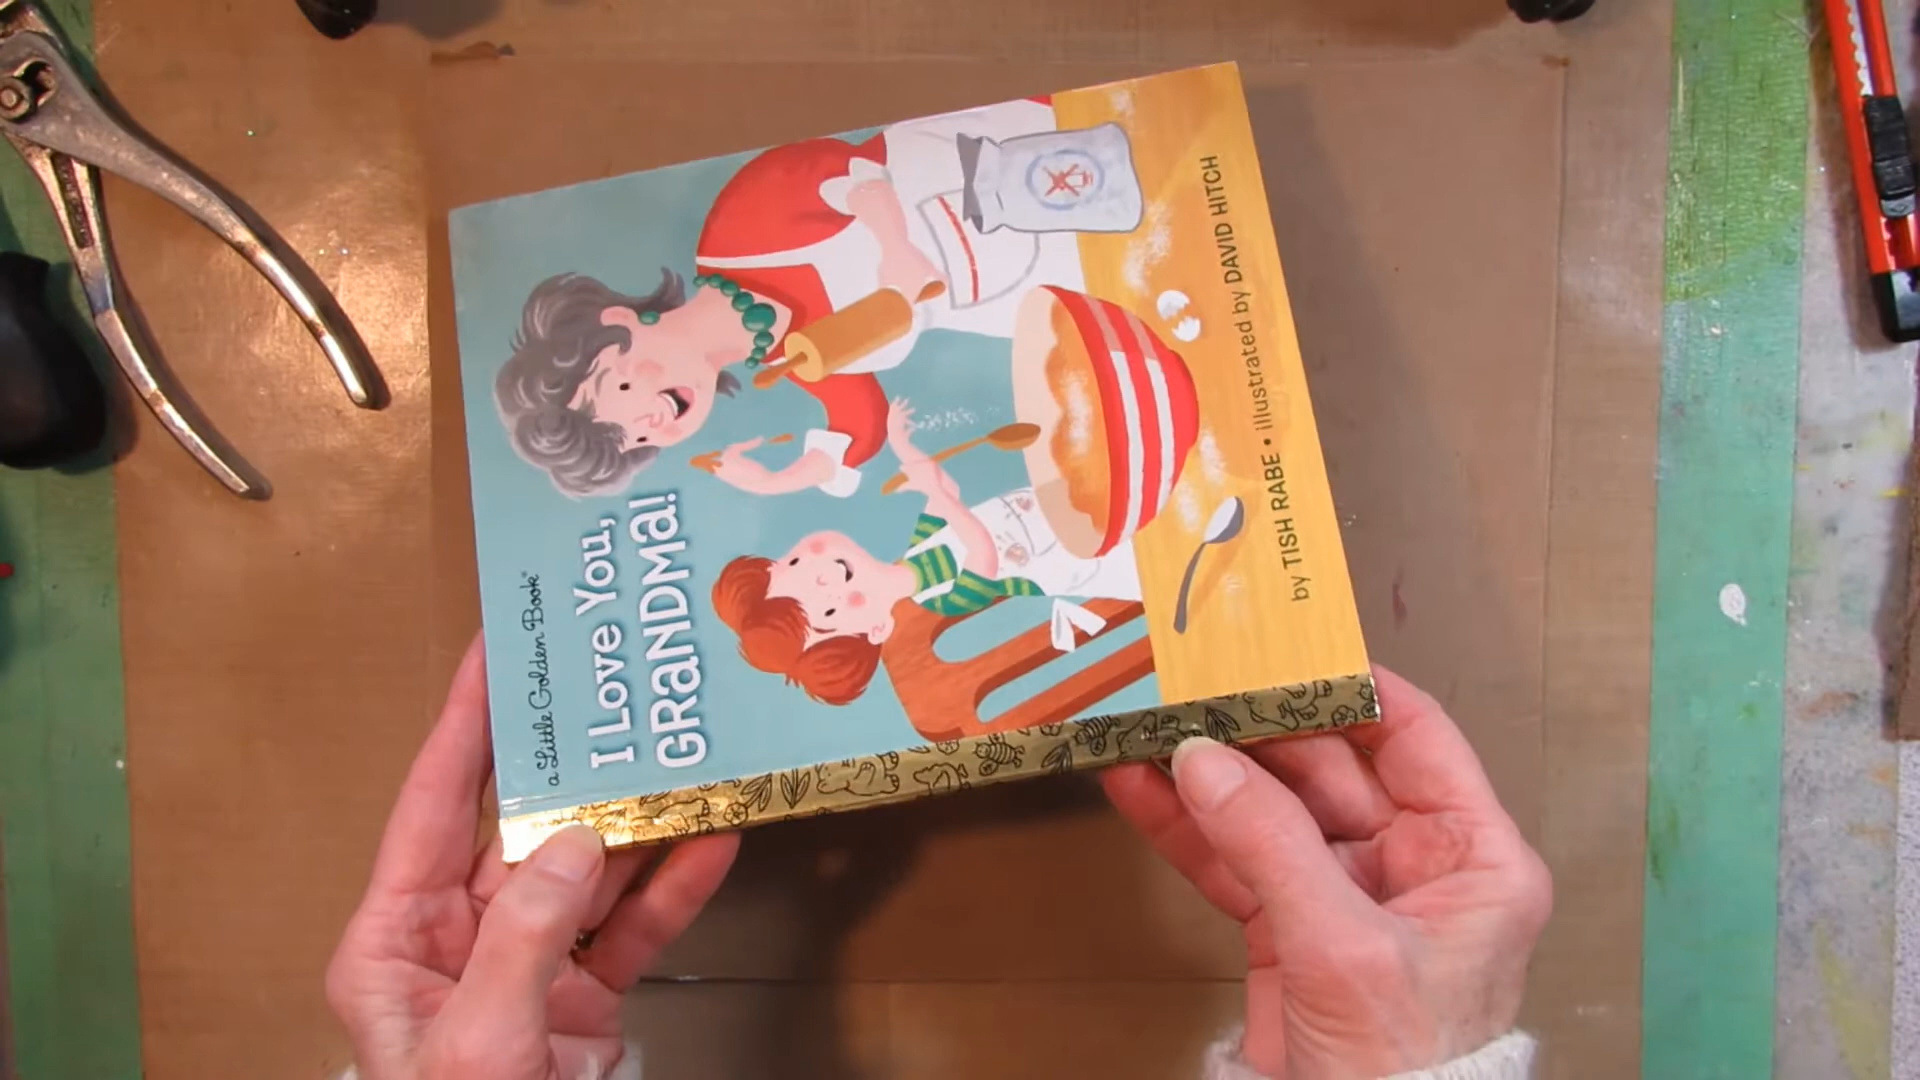 a Little Golden Book®
I Love You,
GRaNDMa!
by TISH RABE • illustrated by DAVID HITCH